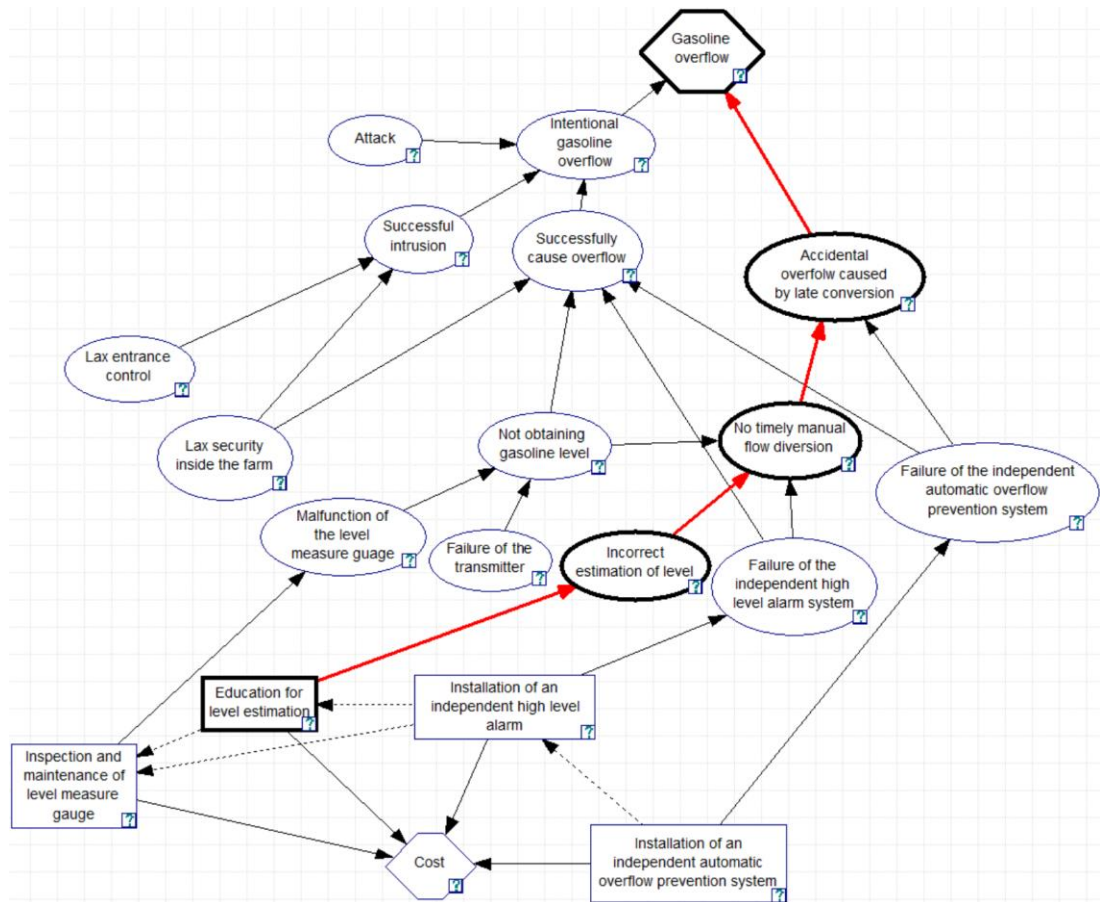 Gasoline
overflow
?
Attack
?
Intentional
gasoline
overflow
?
Successful
intrusion
?
Successfully
cause overflow
?
Accidental
overfolw caused
by late conversion
?
Lax entrance
control
?
Lax security
inside the farm
?
Not obtaining
gasoline level
?
No timely manual
flow diversion
?
Failure of the independent
automatic overflow
prevention system
?
Malfunction of
the level
measure guage
?
Failure of the
transmitter
?
Incorrect
estimation of level
?
Failure of the
independent high
level alarm system
?
Education for
level estimation
?
Installation of an
independent high level
alarm
?
Inspection and
maintenance of
level measure
gauge
?
Cost
?
Installation of an
independent automatic
overflow prevention system
?